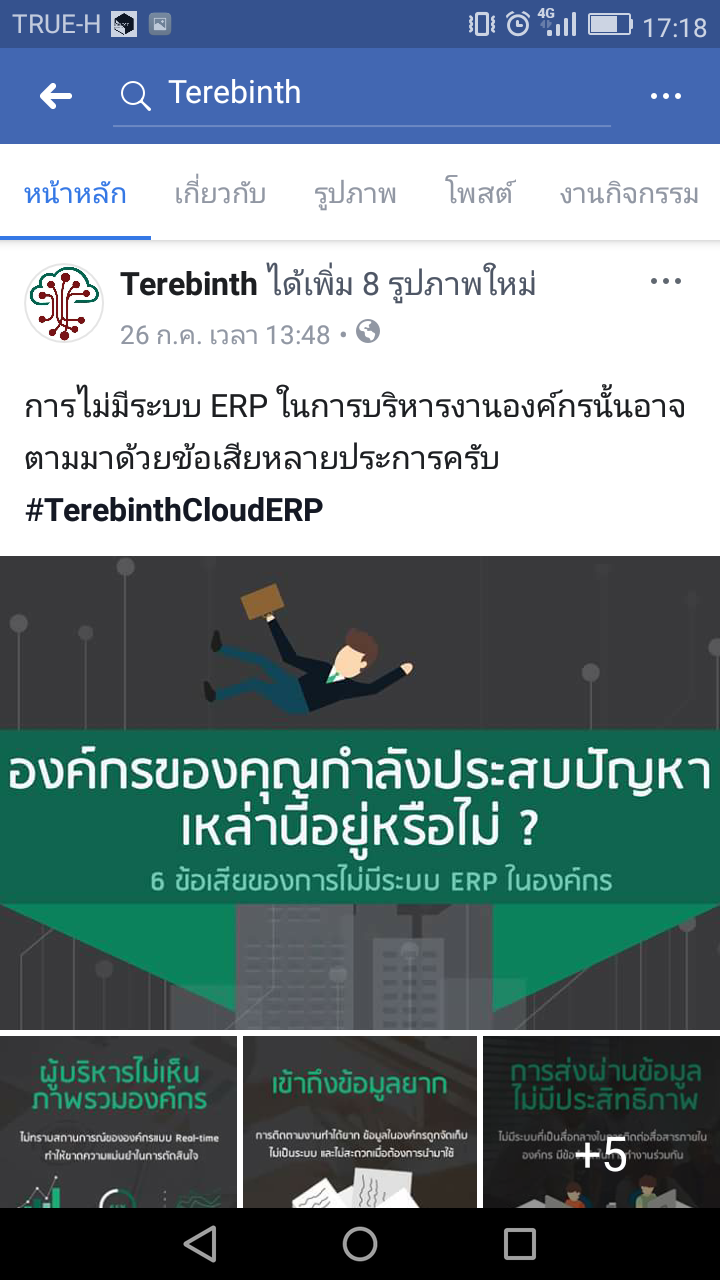 TRUE-H
4G
17:18
Terebinth
หน้าหลัก
เกี่ยวกับ
รูปภาพ
โพสต์
งานกิจกรรม
Terebinth ได้เพิ่ม 8 รูปภาพใหม่
26 ก.ค. เวลา 13:48
การไม่มีระบบ ERP ในการบริหารงานองค์กรนั้นอาจ
ตามมาด้วยข้อเสียหลายประการครับ
#TerebinthCloudERP
องค์กรของคุณกำลังประสบปัญหา
เหล่านี้อยู่หรือไม่ ?
6 ข้อเสียของการไม่มีระบบ ERP ในองค์กร
ผู้บริหารไม่เห็น
ภาพรวมองค์กร
ไม่ทราบสถานการณ์ขององค์กรแบบ Real-time
ทำให้ขาดความแม่นยำในการตัดสินใจ
เข้าถึงข้อมูลยาก
การติดตามงานทำได้ยาก ข้อมูลในองค์กรถูกจัดเก็บ
ไม่เป็นระบบ และไม่สะดวกเมื่อต้องการนำมาใช้
การส่งผ่านข้อมูล
ไม่มีประสิทธิภาพ
ไม่มีระบบที่เป็นสื่อกลางในการติดต่อสื่อสารภายใน
องค์กร มีข้อ
ทำงานร่วมกัน
+5